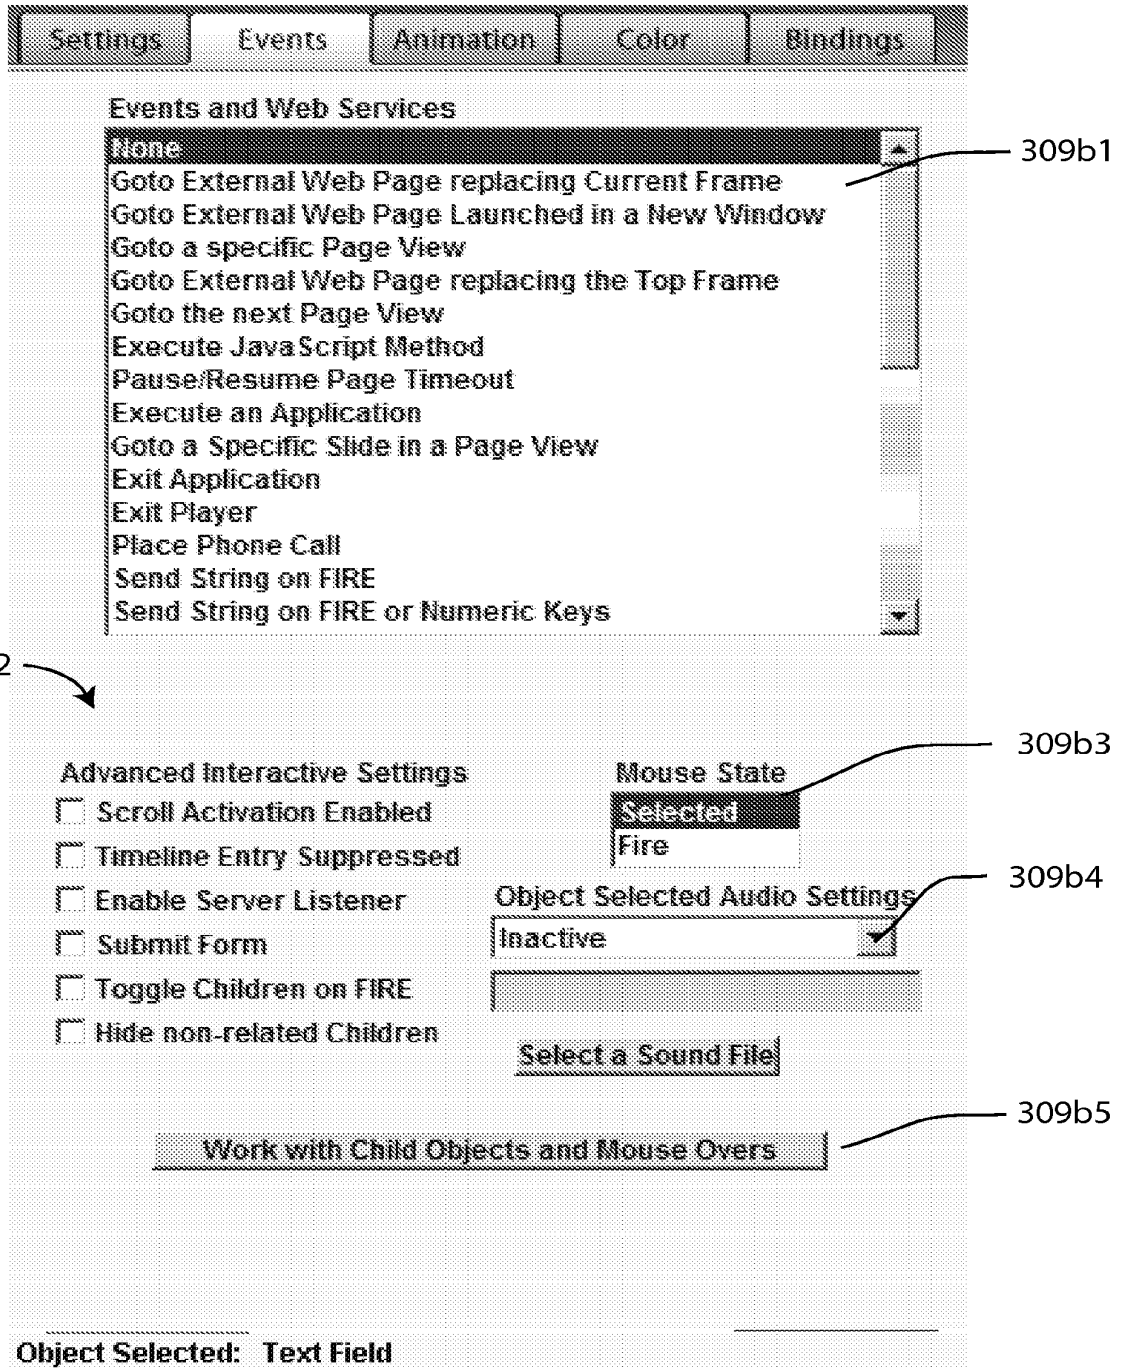 Settings Events Animation Color Bindings
Events and Web Services
None
309b1
Goto External Web Page replacing Current Frame
Goto External Web Page Launched in a New Window
Goto a specific Page View
Goto External Web Page replacing the Top Frame
Goto the next Page View
Execute JavaScript Method
Pause/Resume Page Timeout
Execute an Application
Goto a Specific Slide in a Page View
Exit Application
Exit Player
Place Phone Call
Send String on FIRE
Send String on FIRE or Numeric Keys
2
309b3
Advanced Interactive Settings
Scroll Activation Enabled
Timeline Entry Suppressed
Enable Server Listener
Submit Form
Toggle Children on FIRE
Hide non-related Children
Mouse State
Selected
Fire
309b4
Object Selected Audio Settings
Inactive
Select a Sound File
309b5
Work with Child Objects and Mouse Overs
Object Selected: Text Field